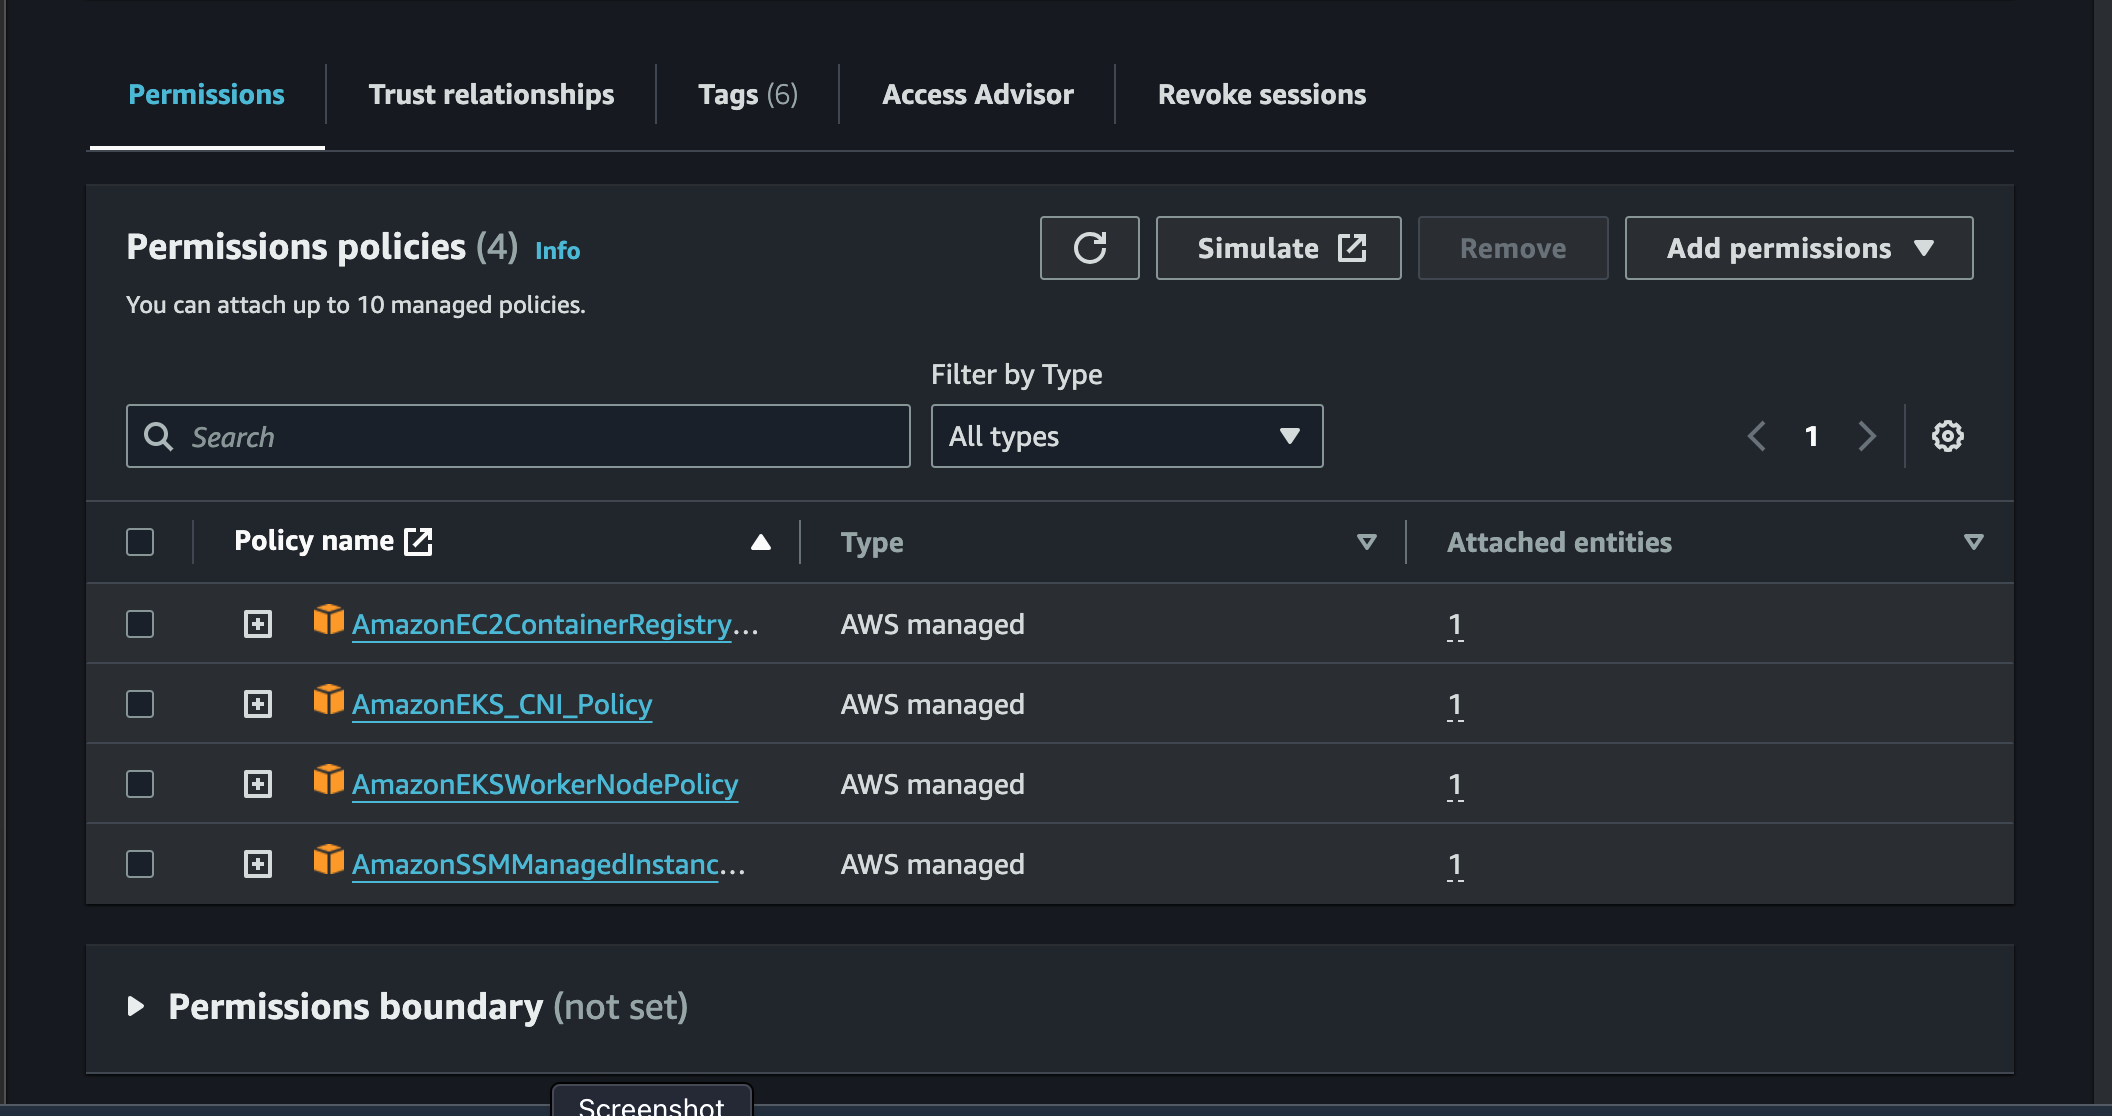 Permissions
Trust relationships
Tags (6)
Access Advisor
Revoke sessions
Permissions policies (4) Info
Simulate
Remove
Add permissions
You can attach up to 10 managed policies.
Filter by Type
Search
All types
1
Policy name
Type
Attached entities
AmazonEC2ContainerRegistry...
AWS managed
1
AmazonEKS_CNI_Policy
AWS managed
1
AmazonEKSWorkerNodePolicy
AWS managed
1
AmazonSSMManagedInstanc...
AWS managed
1
Permissions boundary (not set)
Screenshot